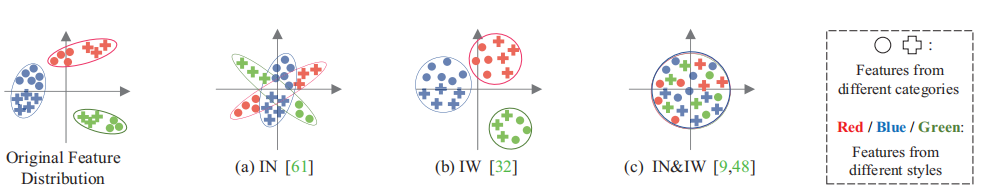 Original Feature
Distribution
(a) IN [61]
(b) IW [32]
(c) IN&IW [9,48]
:
Features from
different categories
Red / Blue / Green:
Features from
different styles